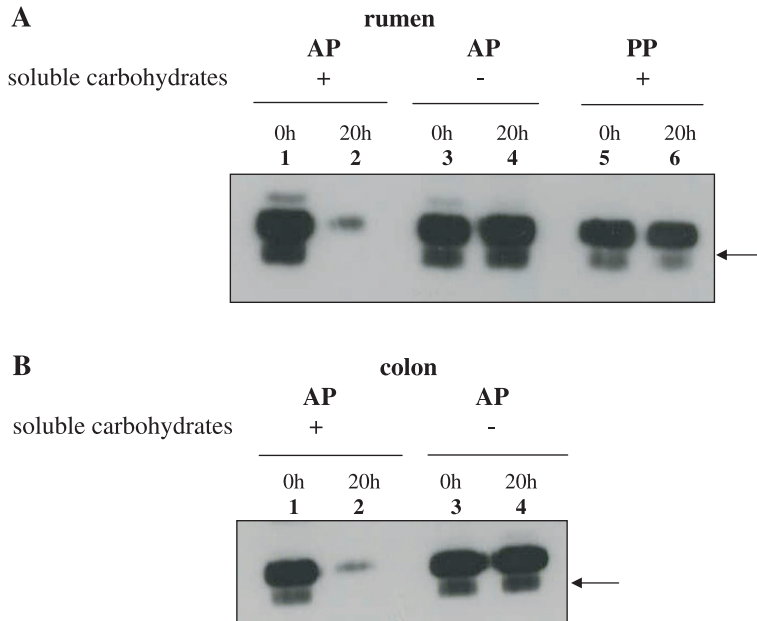 A rumen
AP AP PP
soluble carbohydrates + - +
0h 20h 0h 20h 0h 20h
1 2 3 4 5 6
B colon
AP AP
soluble carbohydrates + -
0h 20h 0h 20h
1 2 3 4